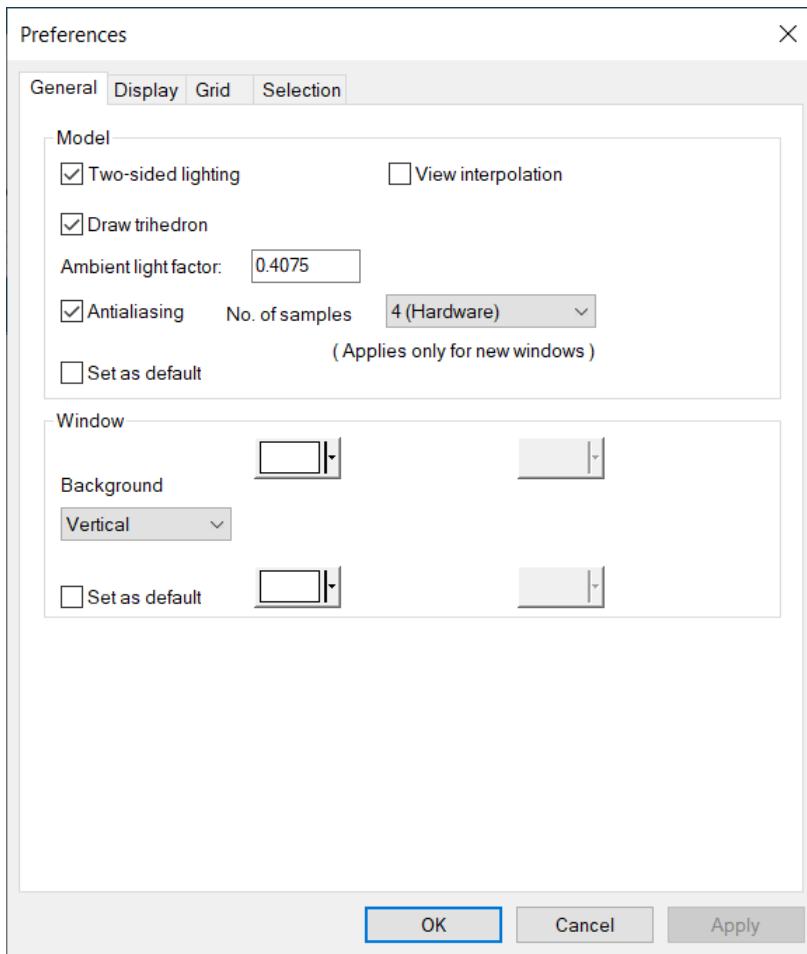 Preferences
General Display Grid Selection
Model
Two-sided lighting View interpolation
Draw trihedron
Ambient light factor: 0.4075
Antialiasing No. of samples 4 (Hardware)
( Applies only for new windows )
Set as default
Window
Background
Vertical
Set as default
OK Cancel Apply